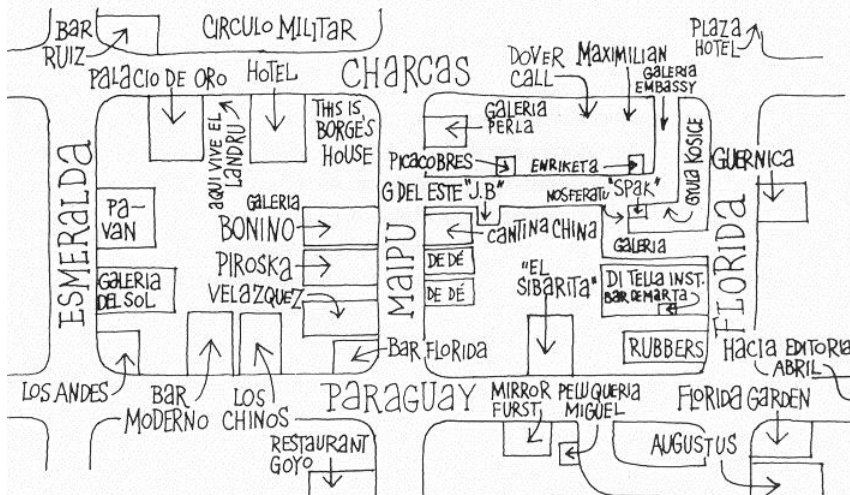 BAR
RUIZ
CIRCULO MILITAR
PLAZA
HOTEL
PALACIO DE ORO
HOTEL
CHARCAS
DOVER
CALL
MAXIMILIAN
GALERIA
EMBASSY
AQUI VIVE EL
LANDRU
THIS IS
BORGE'S
HOUSE
GALERIA
PERLA
PICACOBRES
ENRIKETA
GYULA KOSICE
GUERNICA
ESMERALDA
PA-
VAN
GALERIA
BONINO
G DEL ESTE "J.B"
NOSFERATU
"SPAK"
MAIPU
CANTINA CHINA
GALERIA
FLORIDA
PIROSKA
DE DÉ
"EL
SIBARITA"
DI TELLA INST.
BAR DE MARTA
GALERIA
DEL SOL
VELAZQUEZ
DE DÉ
BAR FLORIDA
RUBBERS
HACIA EDITORIA
ABRIL
LOS ANDES
BAR
MODERNO
LOS
CHINOS
PARAGUAY
MIRROR
FURST
PELUQUERIA
MIGUEL
FLORIDA GARDEN
RESTAURANT
GOYO
AUGUSTUS